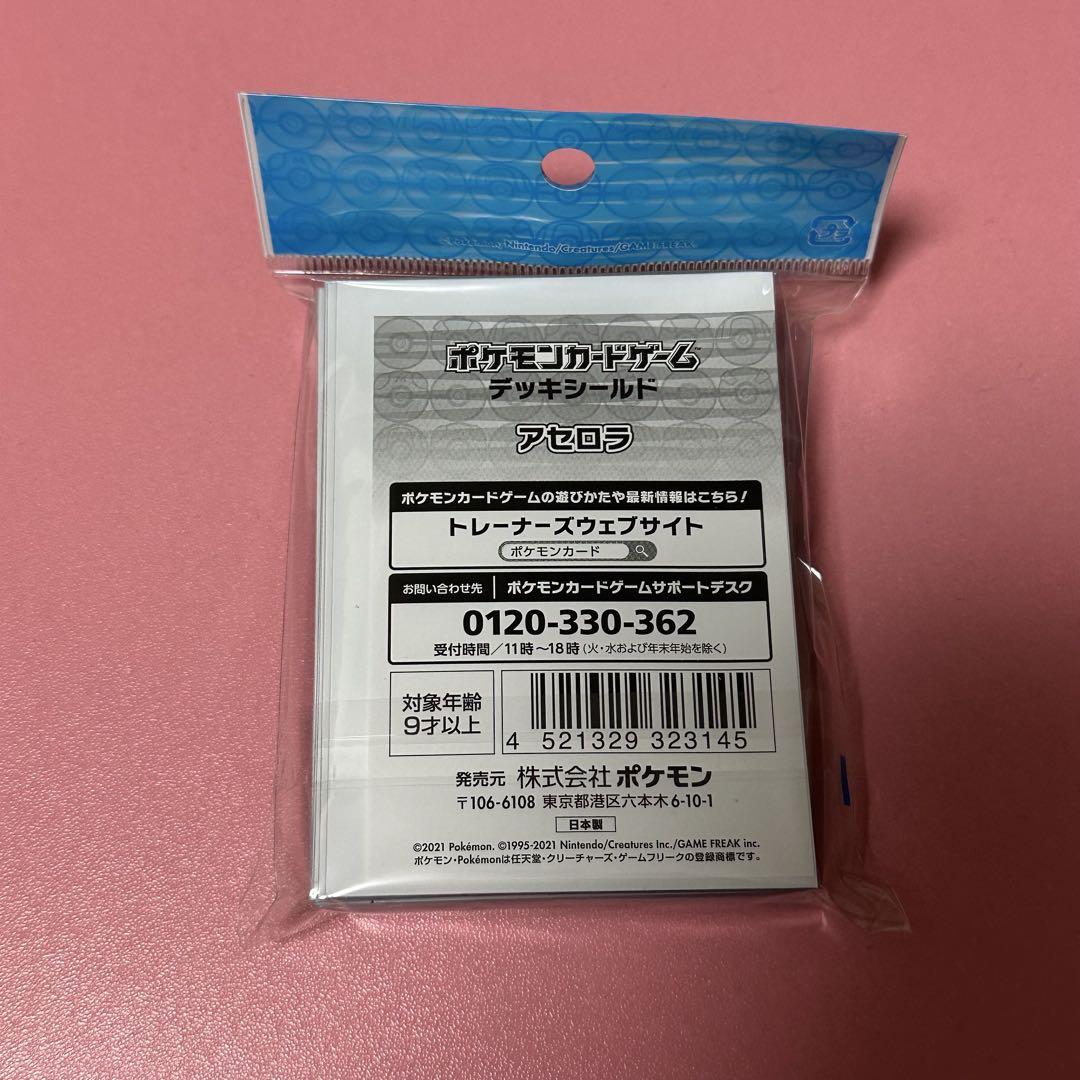 ©Pokémon/Nintendo/Creatures/GAME FREAK
プラ
ポケモンカードゲーム™
デッキシールド
アセロラ
ポケモンカードゲームの遊びかたや最新情報はこちら!
トレーナーズウェブサイト
ポケモンカード
お問い合わせ先 | ポケモンカードゲームサポートデスク
0120-330-362
受付時間/11時~18時(火・水および年末年始を除く)
対象年齢
9才以上
4 521329 323145
発売元 株式会社 ポケモン
〒106-6108 東京都港区六本木6-10-1
日本製
©2021 Pokémon. ©1995-2021 Nintendo/Creatures Inc./GAME FREAK inc.
ポケモン・Pokémonは任天堂・クリーチャーズ・ゲームフリークの登録商標です。